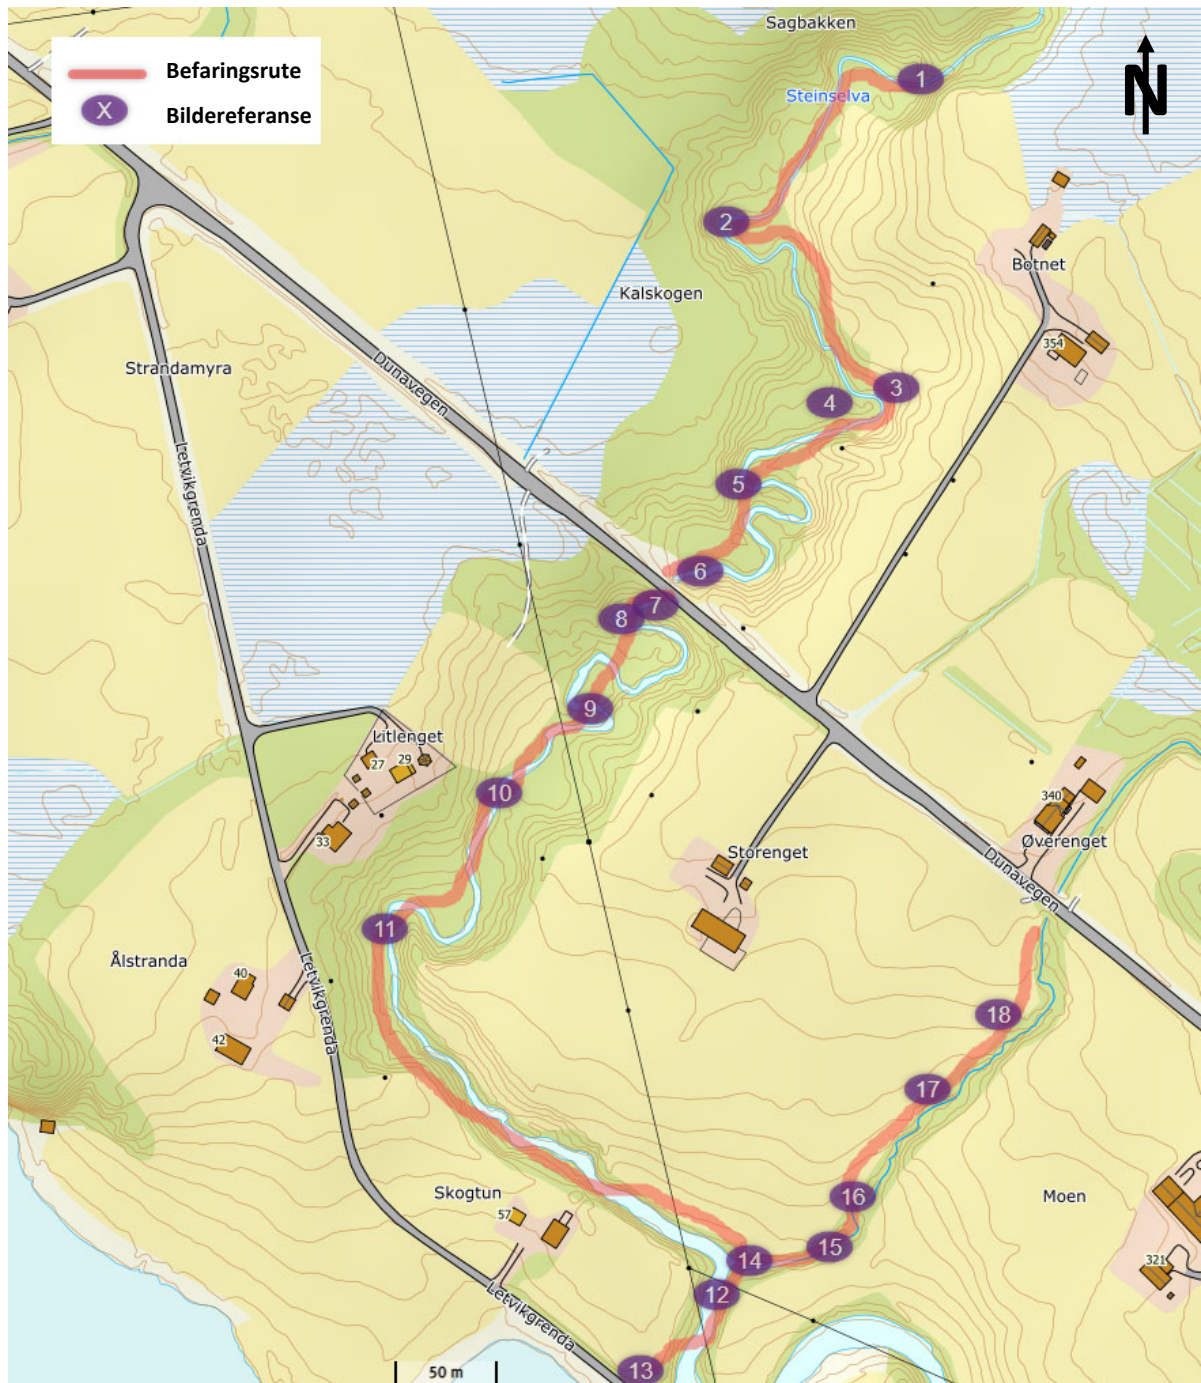 Sagbakken
Befaringsrute
X Bildereferanse
N
1
Steinselva
2
Botnet
Kalskogen
354
Strandamyra
Dunavegen
3
4
Letvikgrenda
5
6
7
8
9
Litlenget
27
29
10
33
340
Øverenget
Storenget
Dunavegen
11
Ålstranda
40
Letvikgrenda
42
18
17
Skogtun
16
Moen
57
15
14
321
12
Letvikgrenda
13
50 m